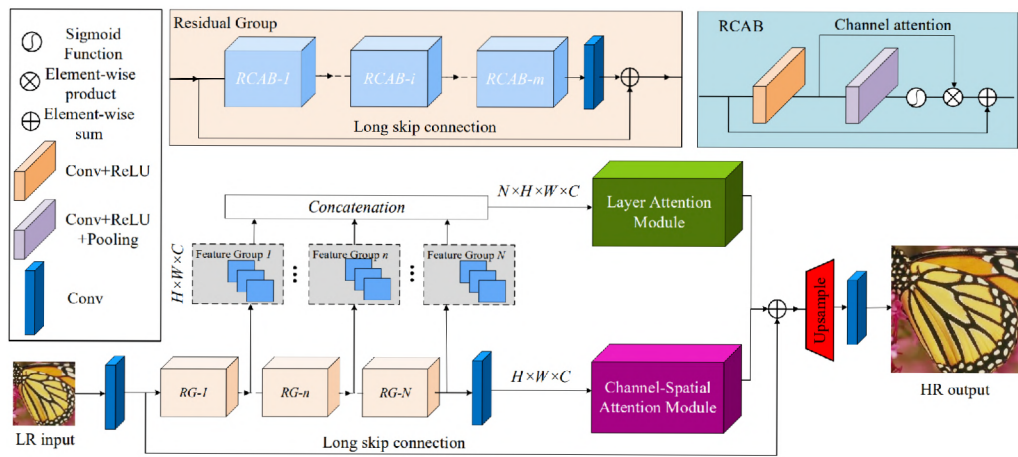 Sigmoid
Function
Element-wise
product
Element-wise
sum
Conv+ReLU
Conv+ReLU
+Pooling
Conv
Residual Group
RCAB-1
RCAB-i
RCAB-m
Long skip connection
RCAB
Channel attention
Concatenation
N×H×W×C
Layer Attention
Module
H×W×C
Feature Group 1
Feature Group n
Feature Group N
LR input
RG-1
RG-n
RG-N
H×W×C
Channel-Spatial
Attention Module
Long skip connection
Upsample
HR output